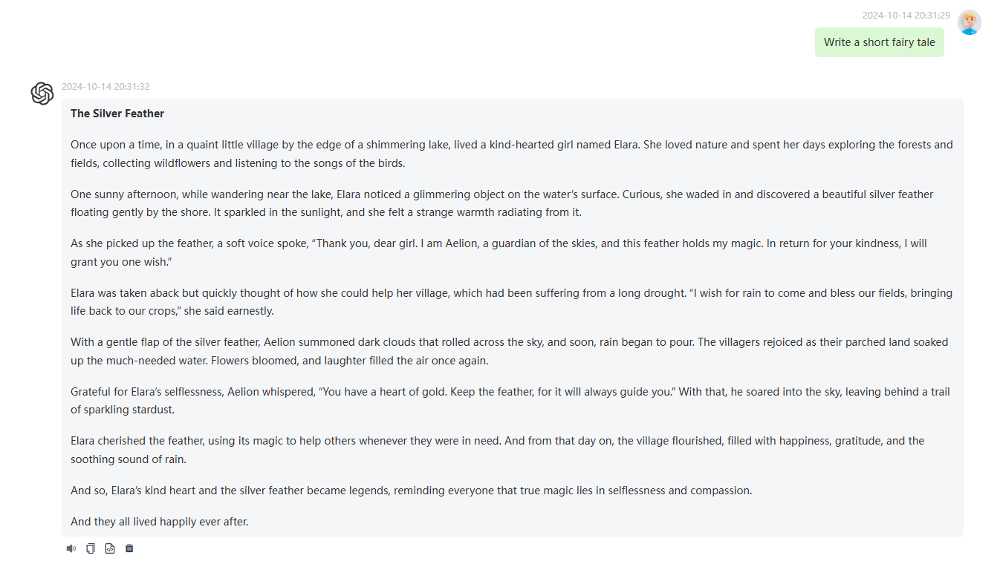 2024-10-14 20:31:29
Write a short fairy tale
2024-10-14 20:31:32
The Silver Feather
Once upon a time, in a quaint little village by the edge of a shimmering lake, lived a kind-hearted girl named Elara. She loved nature and spent her days exploring the forests and
fields, collecting wildflowers and listening to the songs of the birds.
One sunny afternoon, while wandering near the lake, Elara noticed a glimmering object on the water’s surface. Curious, she waded in and discovered a beautiful silver feather
floating gently by the shore. It sparkled in the sunlight, and she felt a strange warmth radiating from it.
As she picked up the feather, a soft voice spoke, “Thank you, dear girl. I am Aelion, a guardian of the skies, and this feather holds my magic. In return for your kindness, I will
grant you one wish.”
Elara was taken aback but quickly thought of how she could help her village, which had been suffering from a long drought. “I wish for rain to come and bless our fields, bringing
life back to our crops,” she said earnestly.
With a gentle flap of the silver feather, Aelion summoned dark clouds that rolled across the sky, and soon, rain began to pour. The villagers rejoiced as their parched land soaked
up the much-needed water. Flowers bloomed, and laughter filled the air once again.
Grateful for Elara’s selflessness, Aelion whispered, “You have a heart of gold. Keep the feather, for it will always guide you.” With that, he soared into the sky, leaving behind a trail
of sparkling stardust.
Elara cherished the feather, using its magic to help others whenever they were in need. And from that day on, the village flourished, filled with happiness, gratitude, and the
soothing sound of rain.
And so, Elara’s kind heart and the silver feather became legends, reminding everyone that true magic lies in selflessness and compassion.
And they all lived happily ever after.